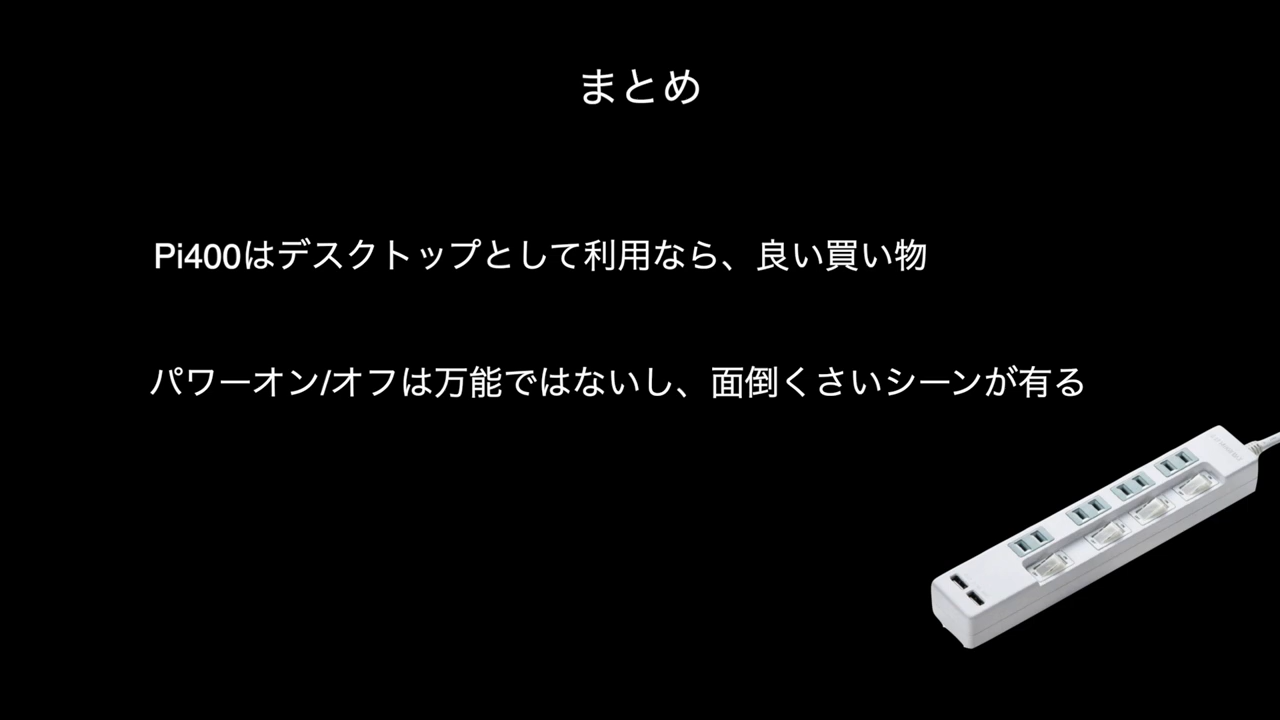 まとめ
Pi400はデスクトップとして利用なら、良い買い物
パワーオン/オフは万能ではないし、面倒くさいシーンが有る